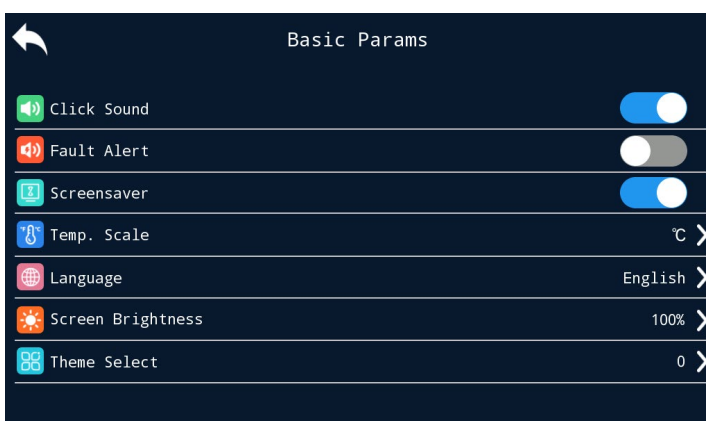 Basic Params
Click Sound
Fault Alert
Screensaver
Temp. Scale ℃
Language English
Screen Brightness 100%
Theme Select 0